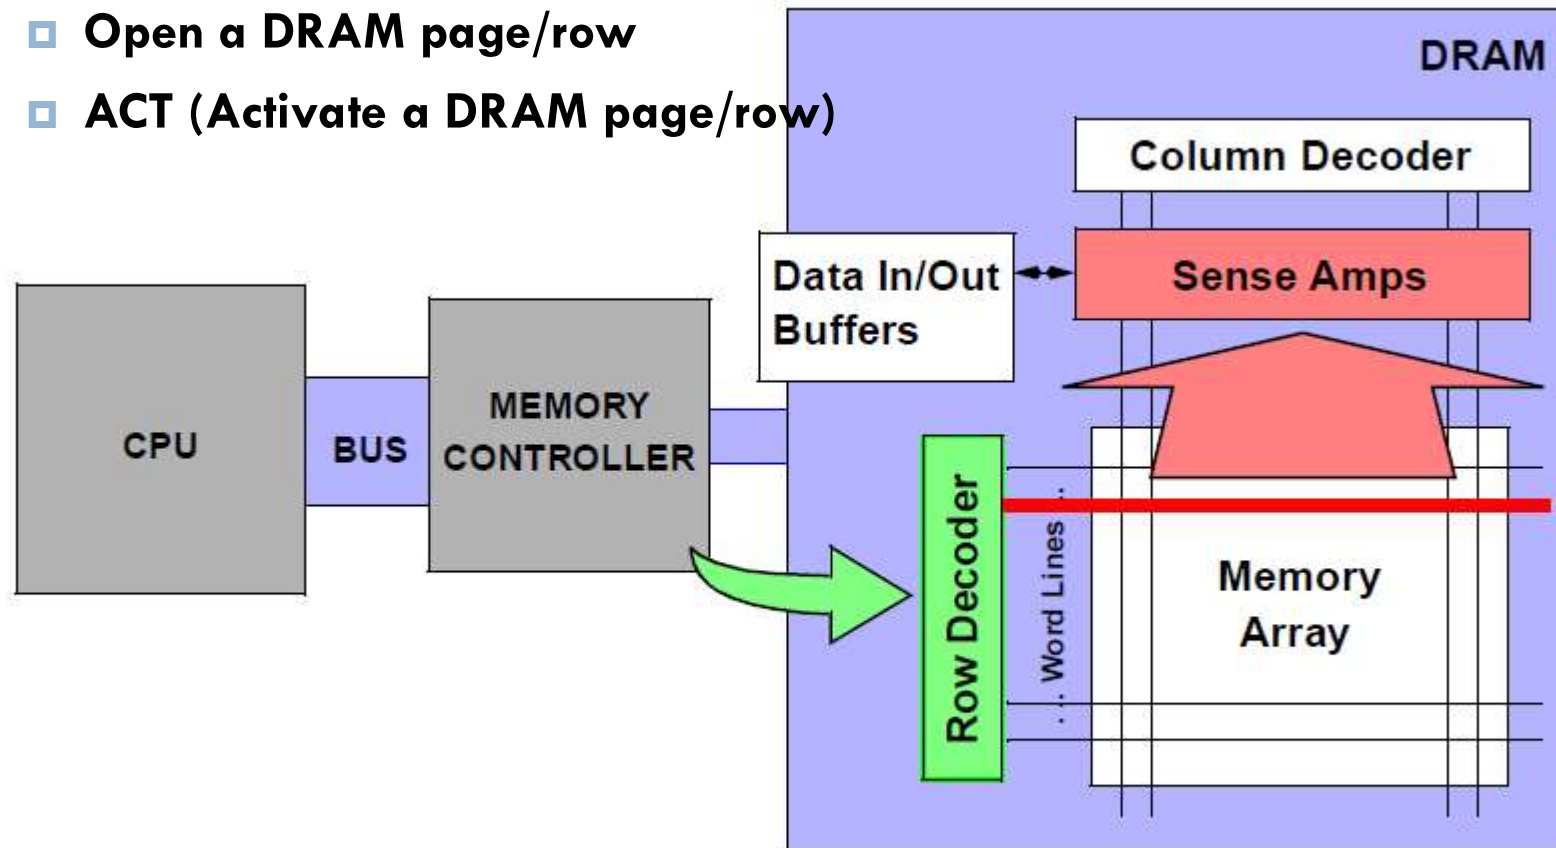 Open a DRAM page/row
ACT (Activate a DRAM page/row)
DRAM
Column Decoder
Data In/Out
Buffers
Sense Amps
CPU
BUS
MEMORY
CONTROLLER
Row Decoder
... Word Lines ...
Memory
Array